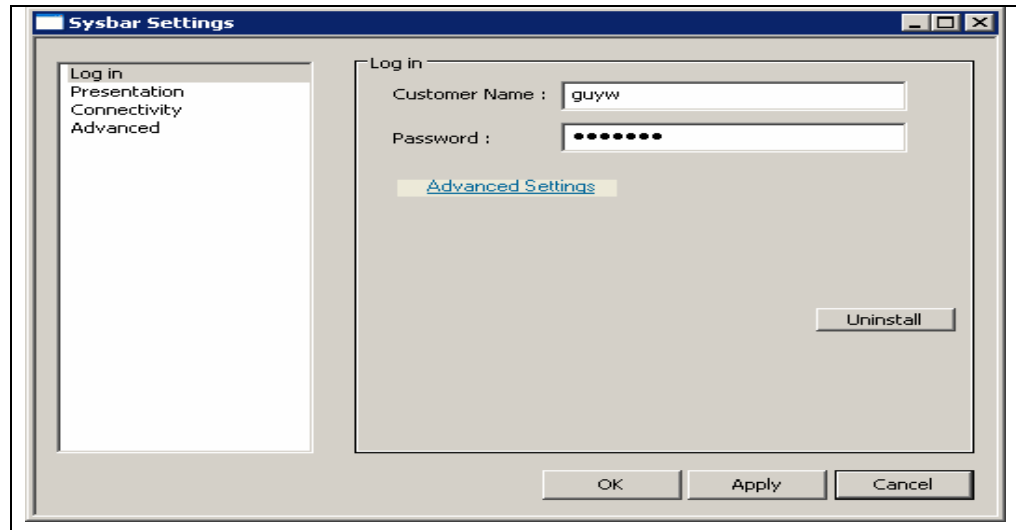 Sysbar Settings
Log in
Presentation
Connectivity
Advanced
Log in
Customer Name : guyw
Password : •••••••
Advanced Settings
Uninstall
OK Apply Cancel